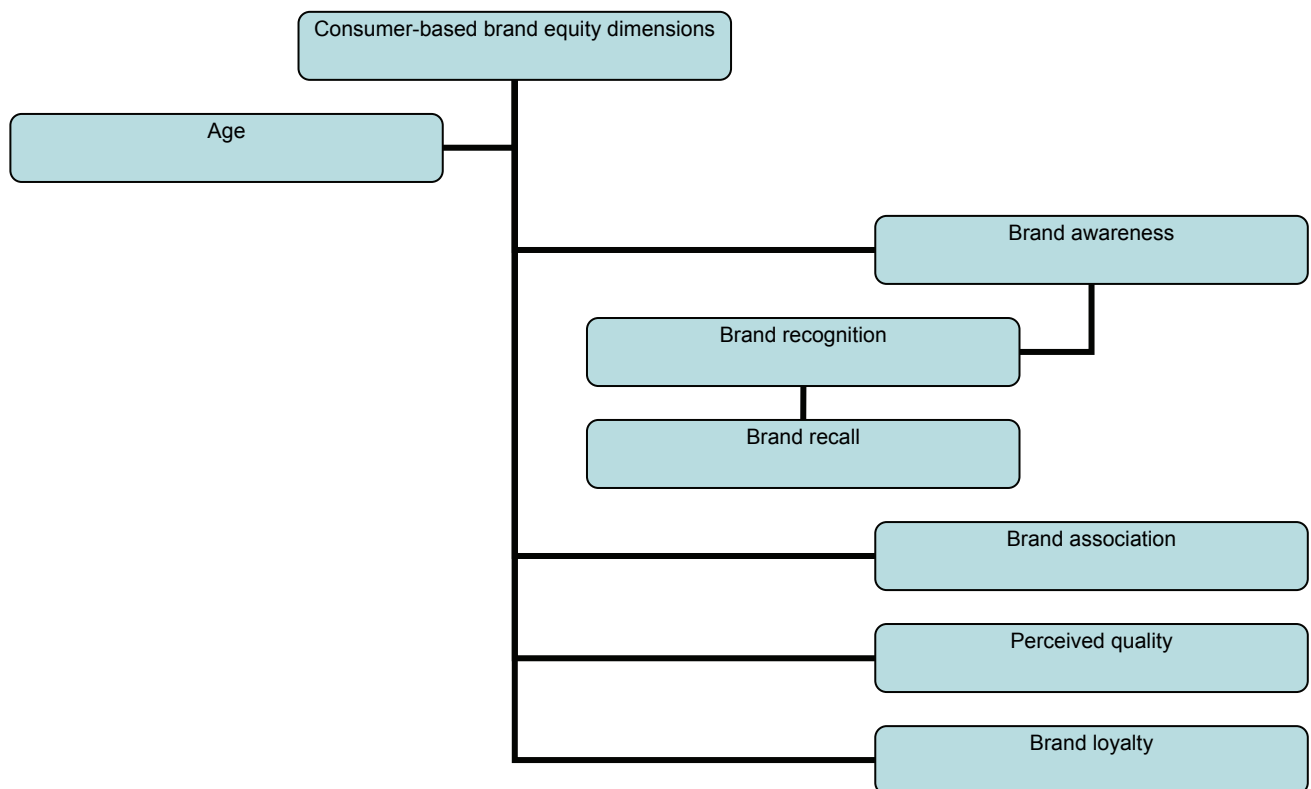 Consumer-based brand equity dimensions
Age
Brand awareness
Brand recognition
Brand recall
Brand association
Perceived quality
Brand loyalty